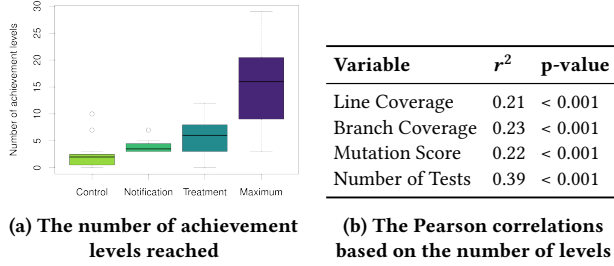 Number of achievement levels
30
25
20
15
10
5
0
Control Notification Treatment Maximum
(a) The number of achievement
levels reached
Variable r² p-value
Line Coverage 0.21 < 0.001
Branch Coverage 0.23 < 0.001
Mutation Score 0.22 < 0.001
Number of Tests 0.39 < 0.001
(b) The Pearson correlations
based on the number of levels